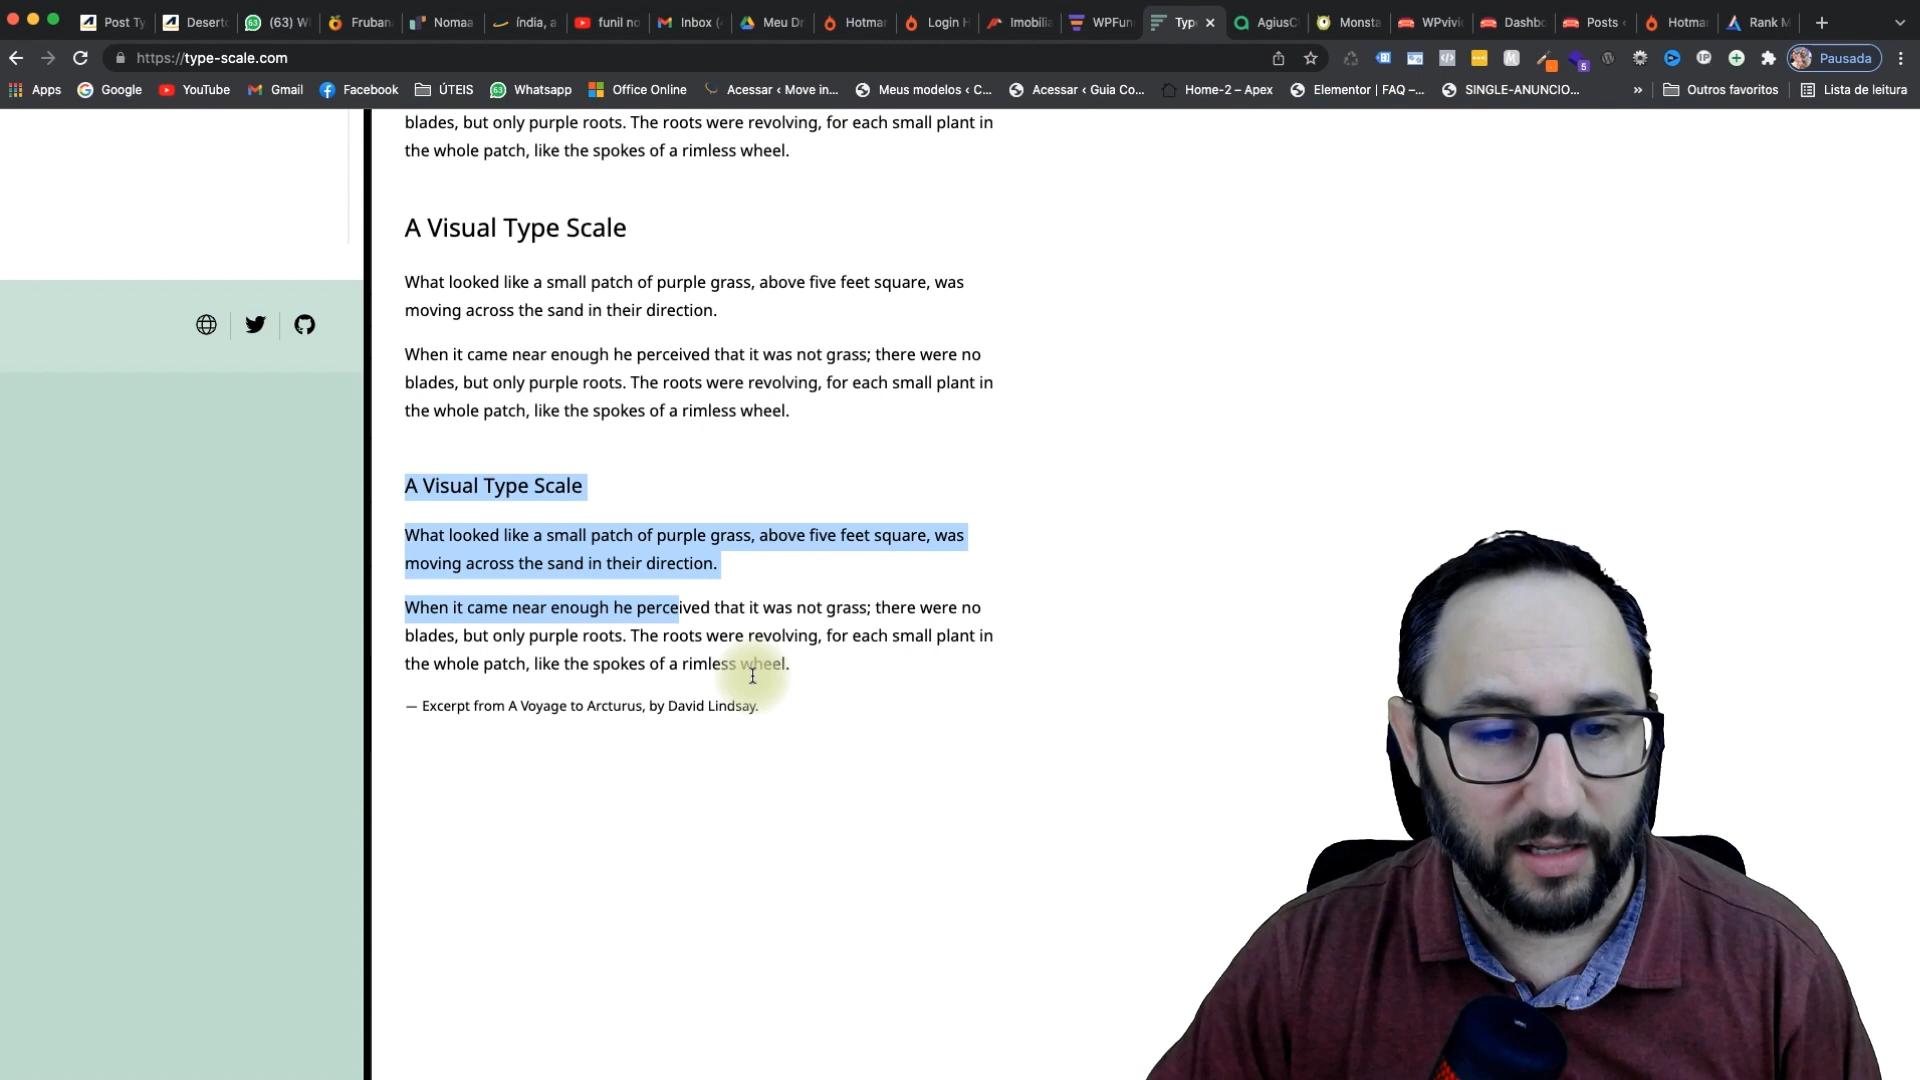 Post Ty
Desert
(63) W
Fruban
Nomaa
índia, a
funil no
Inbox (
Meu Dr
Hotmar
Login H
Imobilia
WPFun
Typ
AgiusC
Monsta
WPvivi
Dashbo
Posts
Hotmar
Rank M
https://type-scale.com
5
Pausada
Apps
Google
YouTube
Gmail
Facebook
ÚTEIS
Whatsapp
Office Online
Acessar ‹ Move in...
Meus modelos ‹ C...
Acessar ‹ Guia Co...
Home-2 – Apex
Elementor | FAQ –...
SINGLE-ANUNCIO...
»
Outros favoritos
Lista de leitura
blades, but only purple roots. The roots were revolving, for each small plant in
the whole patch, like the spokes of a rimless wheel.
A Visual Type Scale
What looked like a small patch of purple grass, above five feet square, was
moving across the sand in their direction.
When it came near enough he perceived that it was not grass; there were no
blades, but only purple roots. The roots were revolving, for each small plant in
the whole patch, like the spokes of a rimless wheel.
A Visual Type Scale
What looked like a small patch of purple grass, above five feet square, was
moving across the sand in their direction.
When it came near enough he perceived that it was not grass; there were no
blades, but only purple roots. The roots were revolving, for each small plant in
the whole patch, like the spokes of a rimless wheel.
— Excerpt from A Voyage to Arcturus, by David Lindsay.